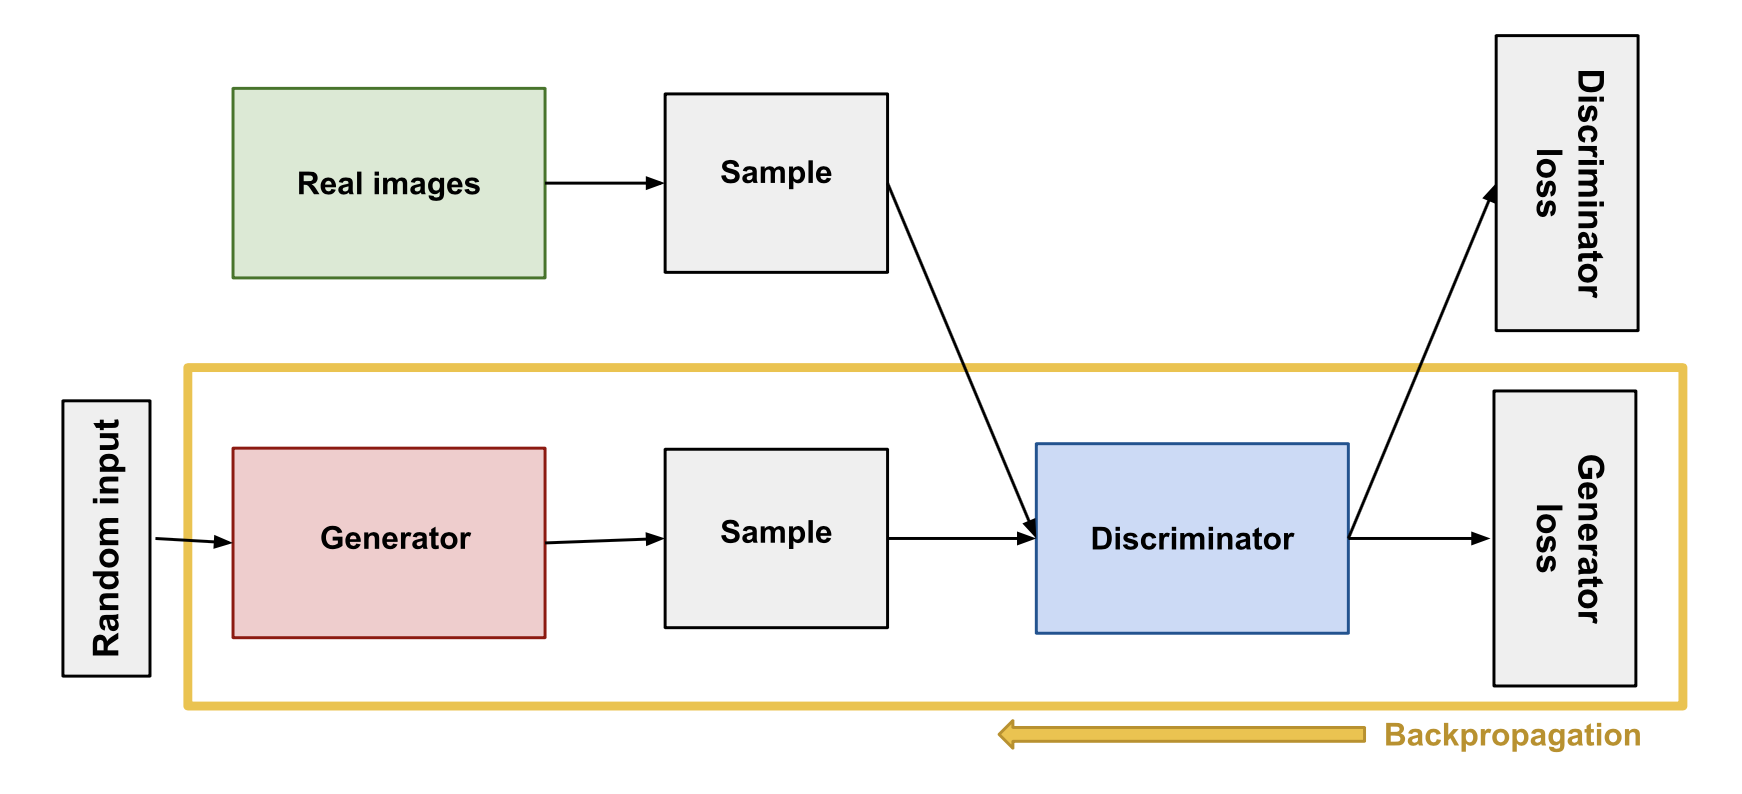 Real images
Sample
Discriminator
loss
Random input
Generator
Sample
Discriminator
Generator
loss
Backpropagation